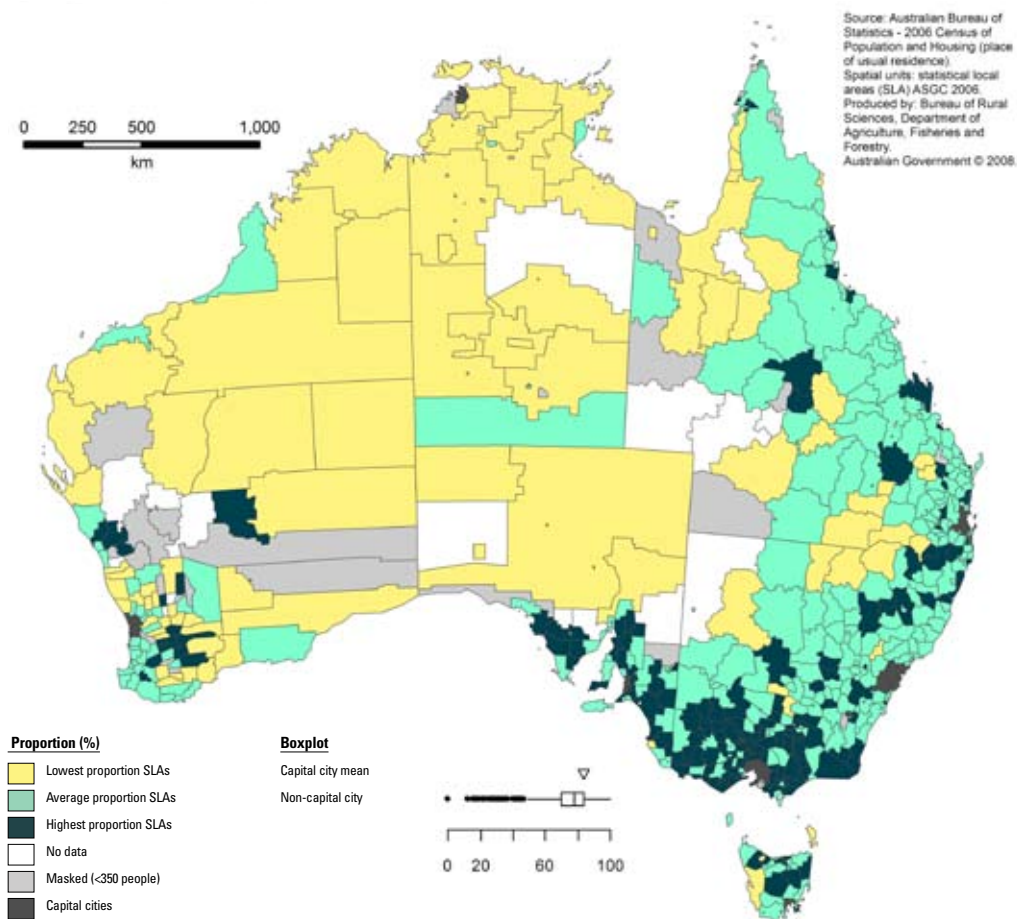 Source: Australian Bureau of
Statistics - 2006 Census of
Population and Housing (place
of usual residence).
Spatial units: statistical local
areas (SLA) ASGC 2006.
Produced by: Bureau of Rural
Sciences, Department of
Agriculture, Fisheries and
Forestry.
Australian Government © 2008.
0 250 500 1,000
km
Proportion (%)
Lowest proportion SLAs
Average proportion SLAs
Highest proportion SLAs
No data
Masked (<350 people)
Capital cities
Boxplot
Capital city mean
Non-capital city
0 20 60 100